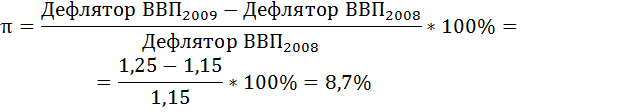 π = (Дефлятор ВВП₂₀₀₉ − Дефлятор ВВП₂₀₀₈) / (Дефлятор ВВП₂₀₀₈) * 100% =
= (1,25 − 1,15) / (1,15) * 100% = 8,7%